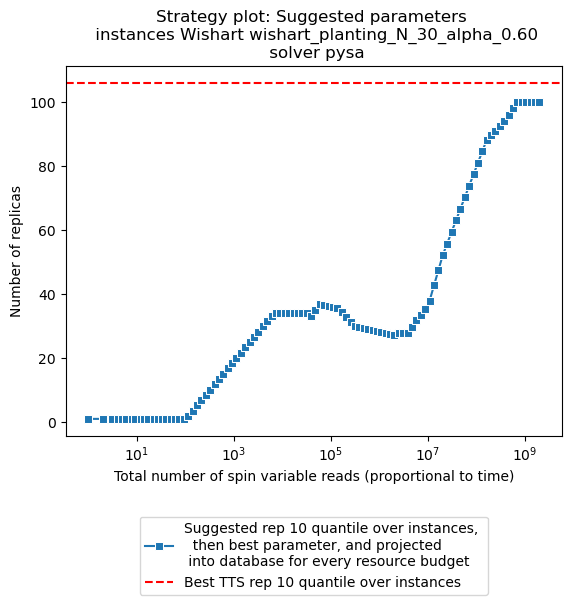 Strategy plot: Suggested parameters
instances Wishart wishart_planting_N_30_alpha_0.60
solver pysa
Number of replicas
100
80
60
40
20
0
10^1
10^3
10^5
10^7
10^9
Total number of spin variable reads (proportional to time)
Suggested rep 10 quantile over instances,
then best parameter, and projected
into database for every resource budget
Best TTS rep 10 quantile over instances